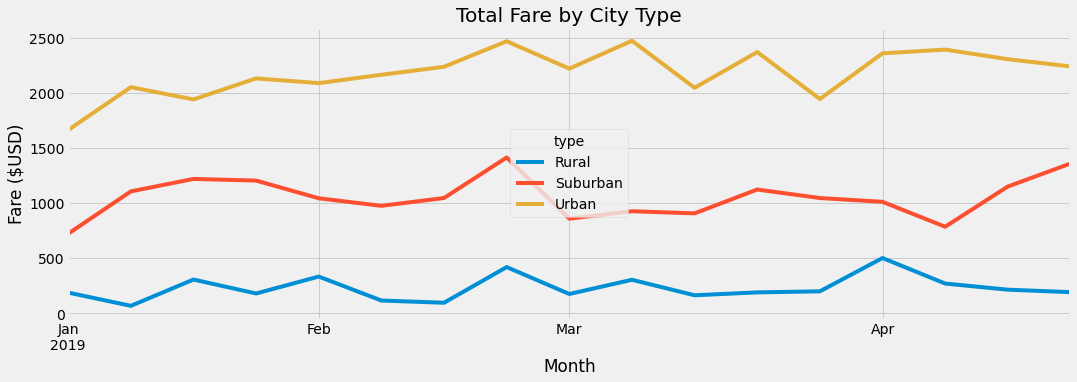 Total Fare by City Type
Fare ($USD)
2500
2000
1500
1000
500
0
type
Rural
Suburban
Urban
Jan
2019
Feb
Mar
Apr
Month